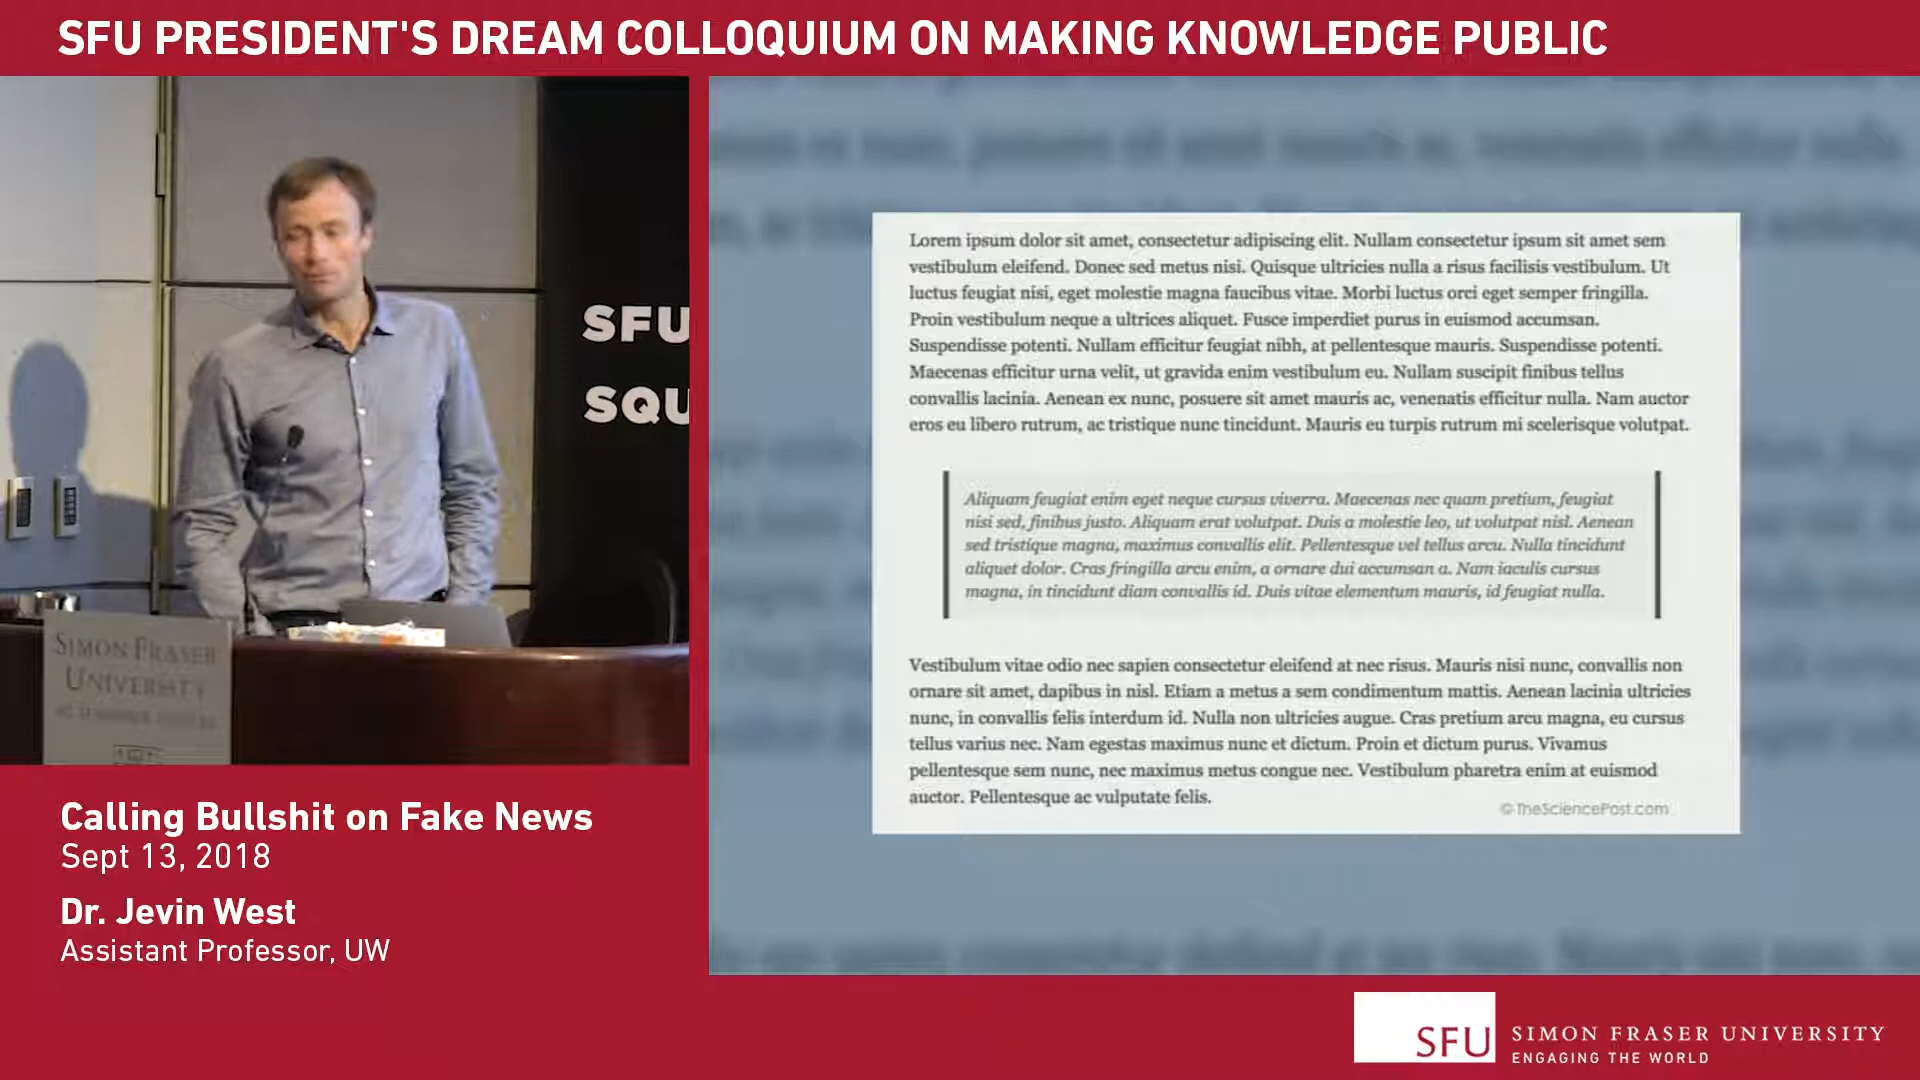 SFU PRESIDENT'S DREAM COLLOQUIUM ON MAKING KNOWLEDGE PUBLIC
SFU
SQU
SIMON FRASER
UNIVERSITY
Lorem ipsum dolor sit amet, consectetur adipiscing elit. Nullam consectetur ipsum sit amet sem
vestibulum eleifend. Donec sed metus nisi. Quisque ultricies nulla a risus facilisis vestibulum. Ut
luctus feugiat nisi, eget molestie magna faucibus vitae. Morbi luctus orci eget semper fringilla.
Proin vestibulum neque a ultrices aliquet. Fusce imperdiet purus in euismod accumsan.
Suspendisse potenti. Nullam efficitur feugiat nibh, at pellentesque mauris. Suspendisse potenti.
Maecenas efficitur urna velit, ut gravida enim vestibulum eu. Nullam suscipit finibus tellus
convallis lacinia. Aenean ex nunc, posuere sit amet mauris ac, venenatis efficitur nulla. Nam auctor
eros eu libero rutrum, ac tristique nunc tincidunt. Mauris eu turpis rutrum mi scelerisque volutpat.
Aliquam feugiat enim eget neque cursus viverra. Maecenas nec quam pretium, feugiat
nisi sed, finibus justo. Aliquam erat volutpat. Duis a molestie leo, ut volutpat nisl. Aenean
sed tristique magna, maximus convallis elit. Pellentesque vel tellus arcu. Nulla tincidunt
aliquet dolor. Cras fringilla arcu enim, a ornare dui accumsan a. Nam iaculis cursus
magna, in tincidunt diam convallis id. Duis vitae elementum mauris, id feugiat nulla.
Vestibulum vitae odio nec sapien consectetur eleifend at nec risus. Mauris nisi nunc, convallis non
ornare sit amet, dapibus in nisl. Etiam a metus a sem condimentum mattis. Aenean lacinia ultricies
nunc, in convallis felis interdum id. Nulla non ultricies augue. Cras pretium arcu magna, eu cursus
tellus varius nec. Nam egestas maximus nunc et dictum. Proin et dictum purus. Vivamus
pellentesque sem nunc, nec maximus metus congue nec. Vestibulum pharetra enim at euismod
auctor. Pellentesque ac vulputate felis.
© TheSciencePost.com
Calling Bullshit on Fake News
Sept 13, 2018
Dr. Jevin West
Assistant Professor, UW
SFU SIMON FRASER UNIVERSITY
ENGAGING THE WORLD